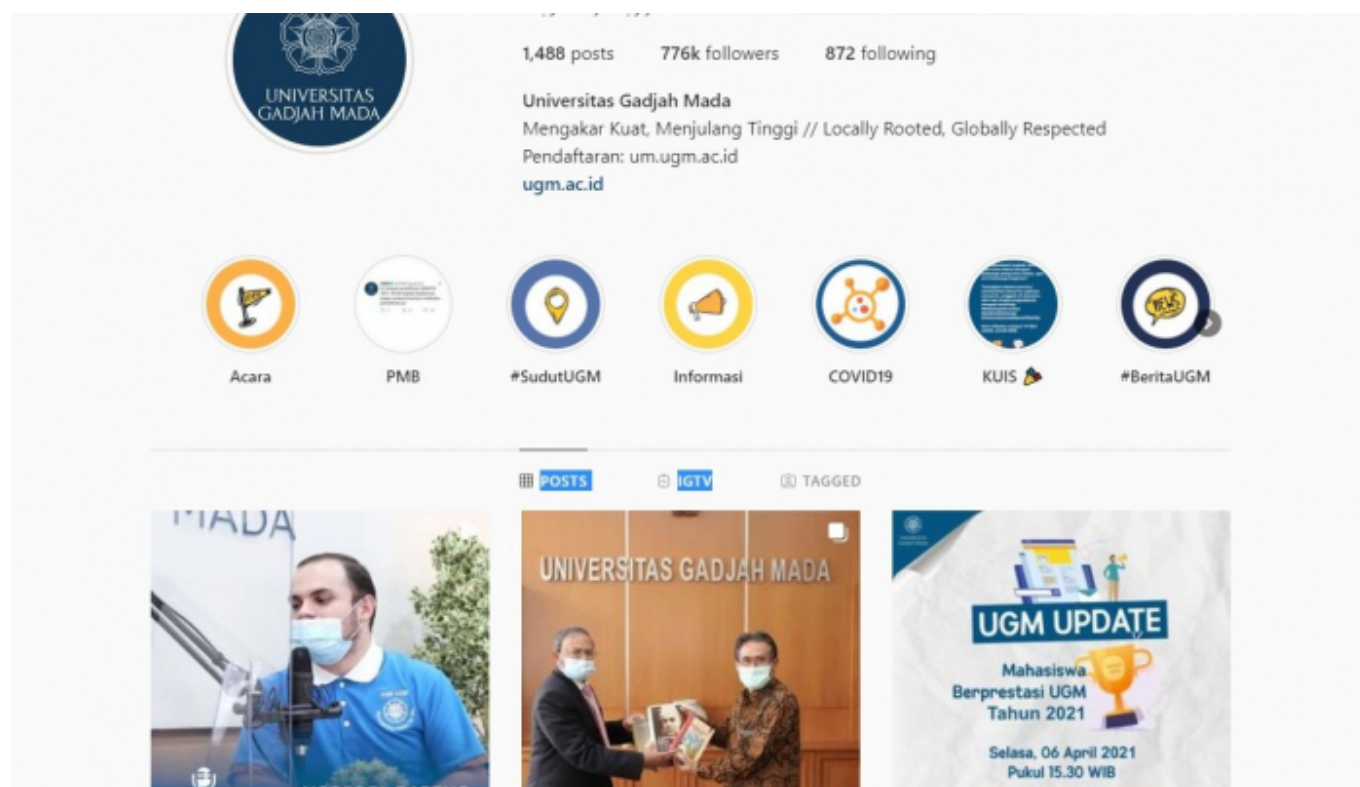 UNIVERSITAS
GADJAH MADA
1,488 posts 776k followers 872 following
Universitas Gadjah Mada
Mengakar Kuat, Menjulang Tinggi // Locally Rooted, Globally Respected
Pendaftaran: um.ugm.ac.id
ugm.ac.id
Acara PMB #SudutUGM Informasi COVID19 KUIS 🎉 #BeritaUGM
POSTS IGTV TAGGED
MADA
UNIVERSITAS GADJAH MADA
UGM UPDATE
Mahasiswa
Berprestasi UGM
Tahun 2021
Selasa, 06 April 2021
Pukul 15.30 WIB